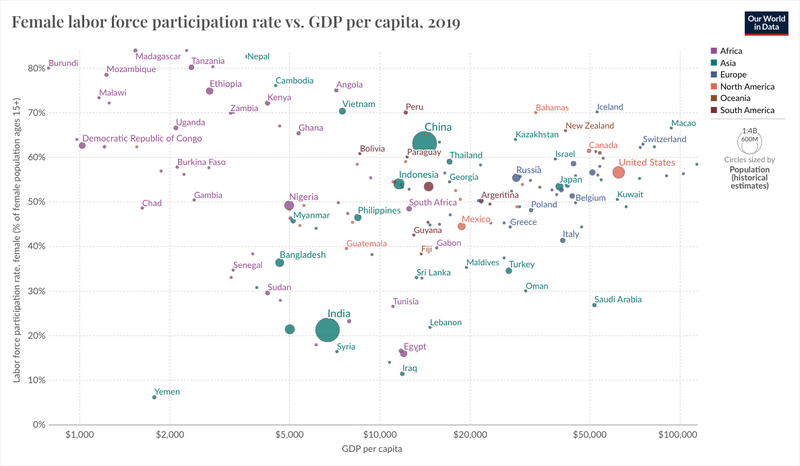 Female labor force participation rate vs. GDP per capita, 2019
Our World
in Data
Labor force participation rate, female (% of female population ages 15+)
80%
70%
60%
50%
40%
30%
20%
10%
0%
Burundi
Madagascar
Nepal
Mozambique
Tanzania
Malawi
Ethiopia
Cambodia
Angola
Zambia
Kenya
Vietnam
Peru
Bahamas
Iceland
Uganda
Ghana
China
New Zealand
Macao
Democratic Republic of Congo
Kazakhstan
Switzerland
Bolivia
Paraguay
Thailand
Israel
Canada
Burkina Faso
Indonesia
Georgia
Russia
Japan
United States
Chad
Gambia
Nigeria
South Africa
Argentina
Poland
Belgium
Kuwait
Myanmar
Philippines
Guyana
Mexico
Greece
Italy
Guatemala
Fiji
Gabon
Senegal
Bangladesh
Sri Lanka
Maldives
Turkey
Sudan
Oman
Tunisia
Saudi Arabia
India
Lebanon
Syria
Egypt
Iraq
Yemen
$1,000
$2,000
$5,000
$10,000
$20,000
$50,000
$100,000
GDP per capita
Africa
Asia
Europe
North America
Oceania
South America
1:4B
600M
Circles sized by
Population
(historical
estimates)